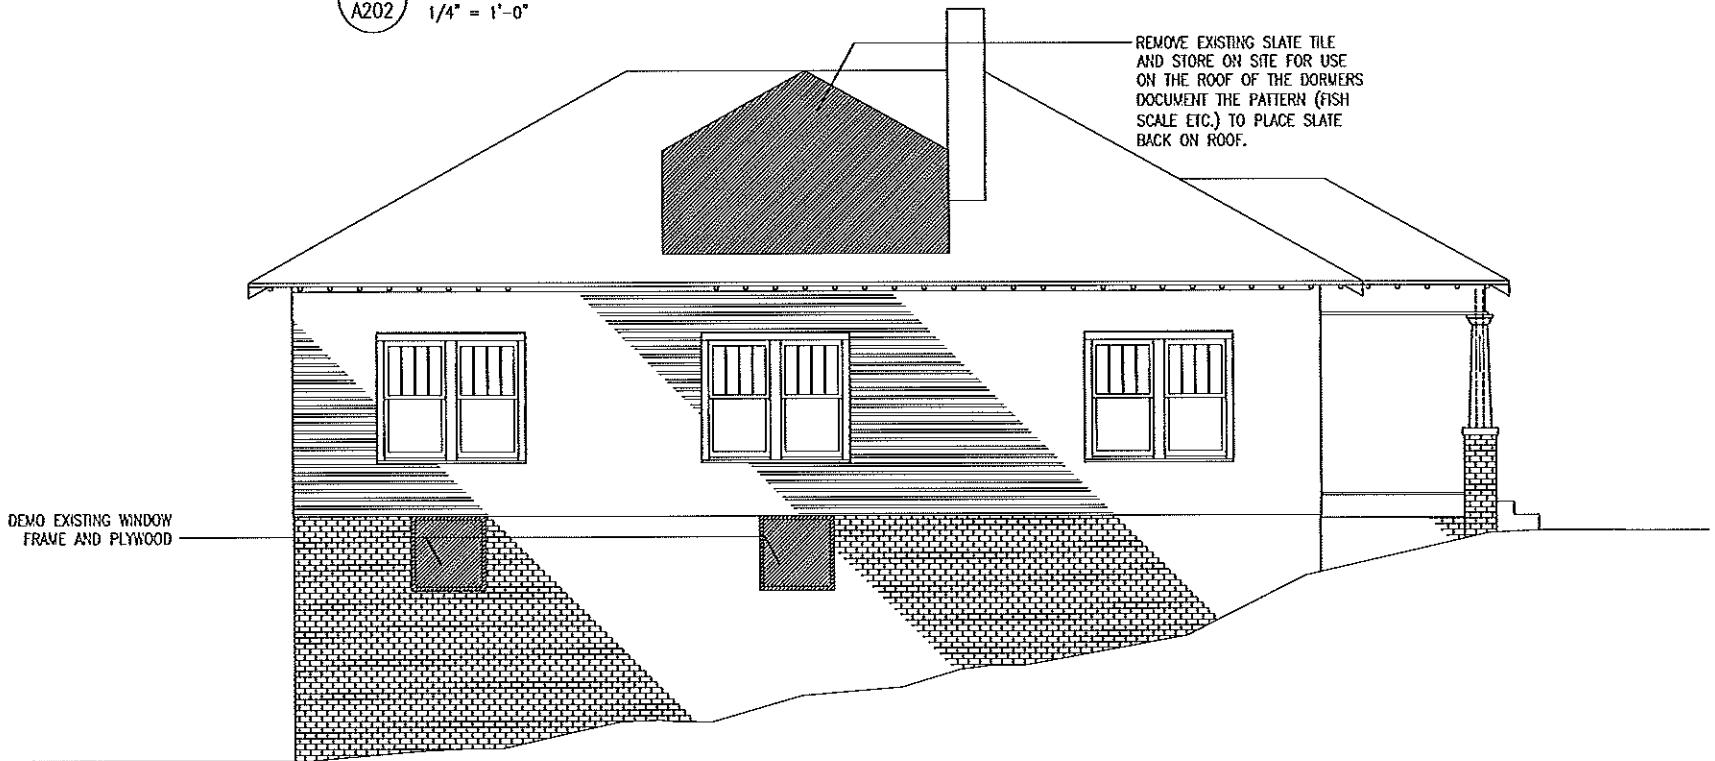 A202
1/4" = 1'-0"
REMOVE EXISTING SLATE TILE
AND STORE ON SITE FOR USE
ON THE ROOF OF THE DORMERS
DOCUMENT THE PATTERN (FISH
SCALE ETC.) TO PLACE SLATE
BACK ON ROOF.
DEMO EXISTING WINDOW
FRAME AND PLYWOOD